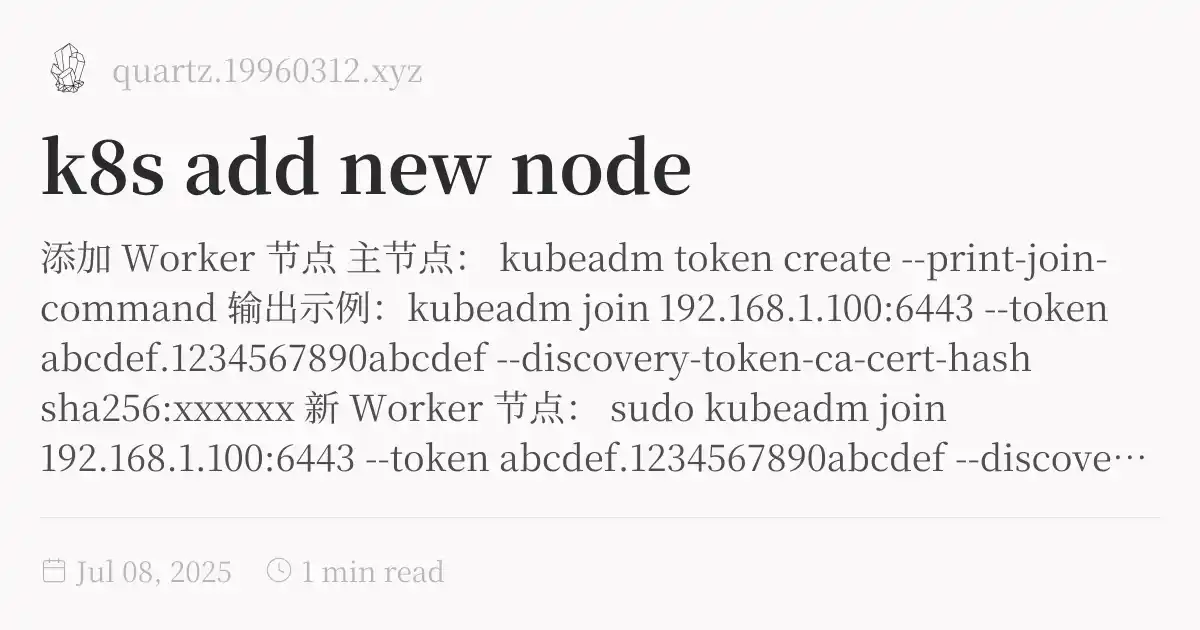 quartz.19960312.xyz
k8s add new node
添加 Worker 节点 主节点： kubeadm token create --print-join-
command 输出示例：kubeadm join 192.168.1.100:6443 --token
abcdef.1234567890abcdef --discovery-token-ca-cert-hash
sha256:xxxxxx 新 Worker 节点： sudo kubeadm join
192.168.1.100:6443 --token abcdef.1234567890abcdef --discove…
Jul 08, 2025 1 min read